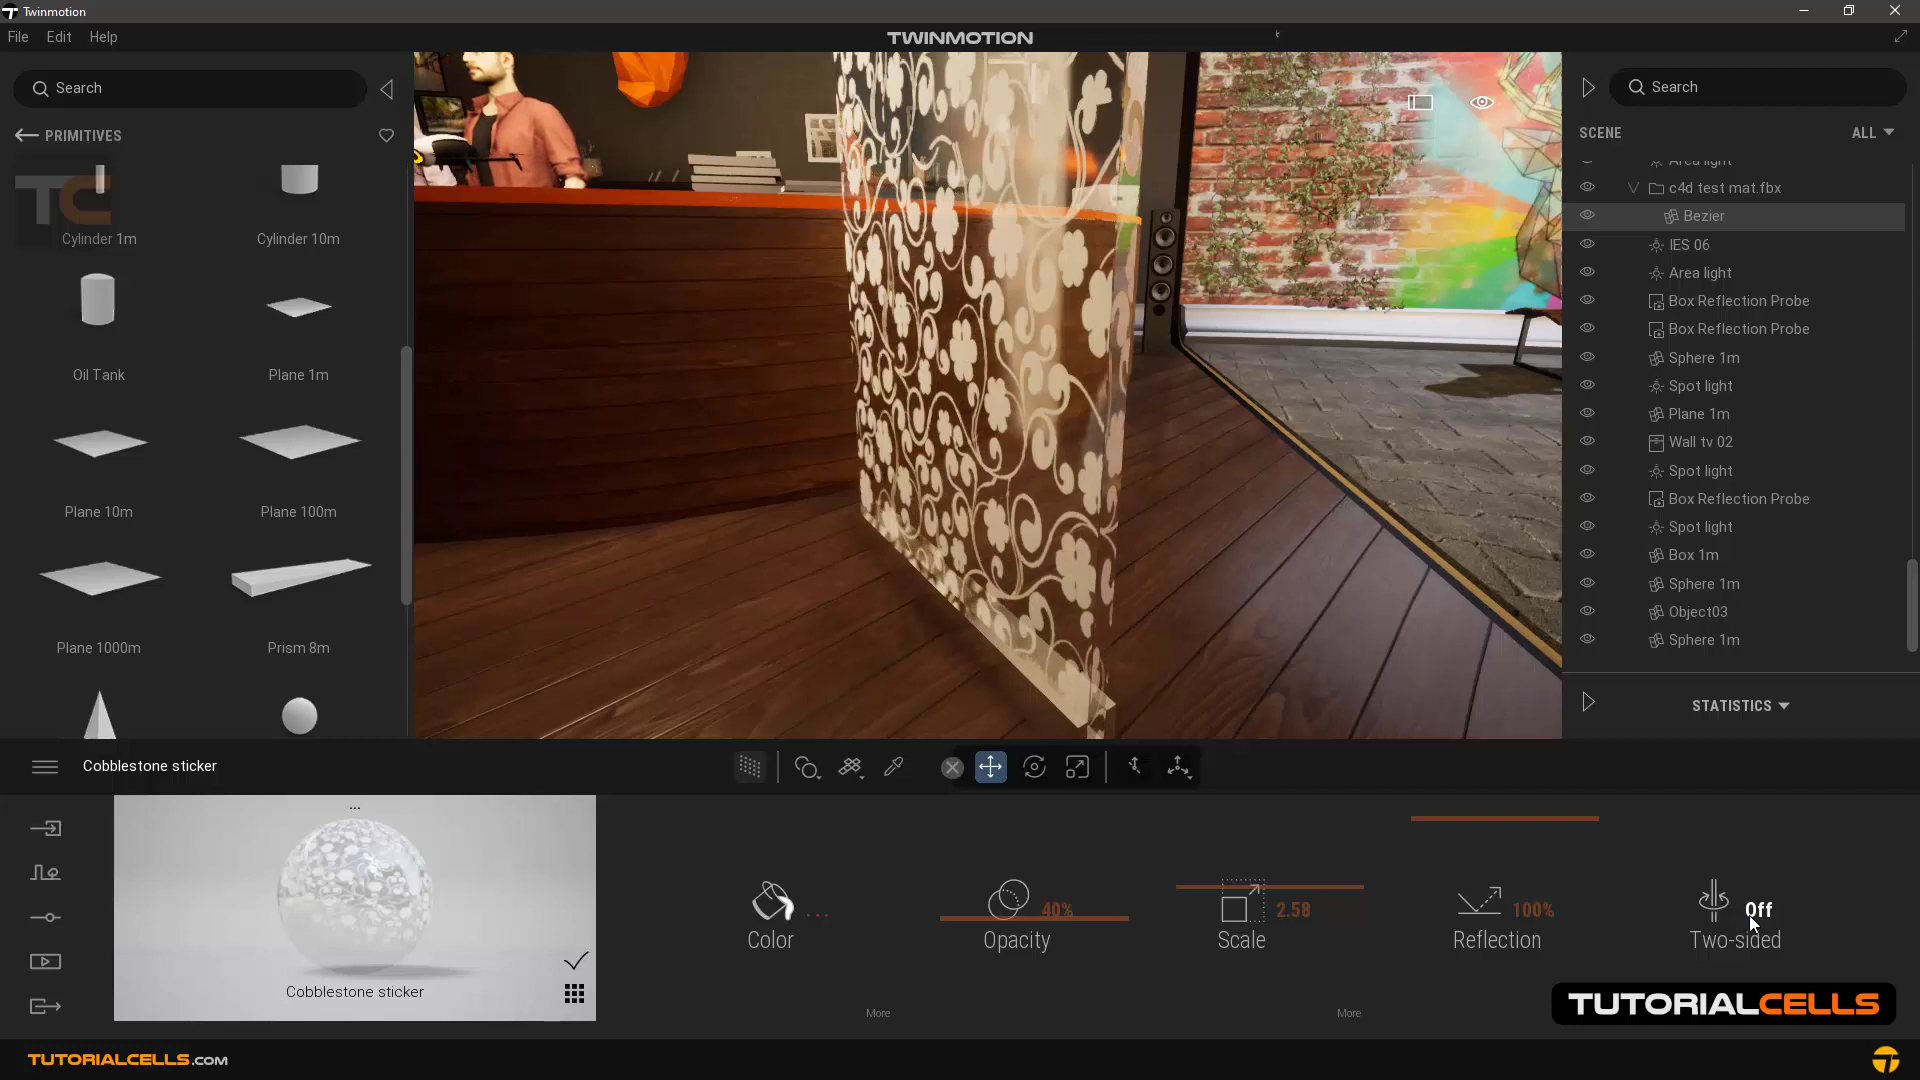 Twinmotion
File Edit Help
TWINMOTION
Search
PRIMITIVES
TC
Cylinder 1m
Cylinder 10m
Oil Tank
Plane 1m
Plane 10m
Plane 100m
Plane 1000m
Prism 8m
Search
SCENE
ALL
Area light
c4d test mat.fbx
Bezier
IES 06
Area light
Box Reflection Probe
Box Reflection Probe
Sphere 1m
Spot light
Plane 1m
Wall tv 02
Spot light
Box Reflection Probe
Spot light
Box 1m
Sphere 1m
Object03
Sphere 1m
STATISTICS
Cobblestone sticker
...
Cobblestone sticker
Color
...
More
Opacity
40%
Scale
2.58
More
Reflection
100%
Two-sided
Off
TUTORIALCELLS
TUTORIALCELLS.COM